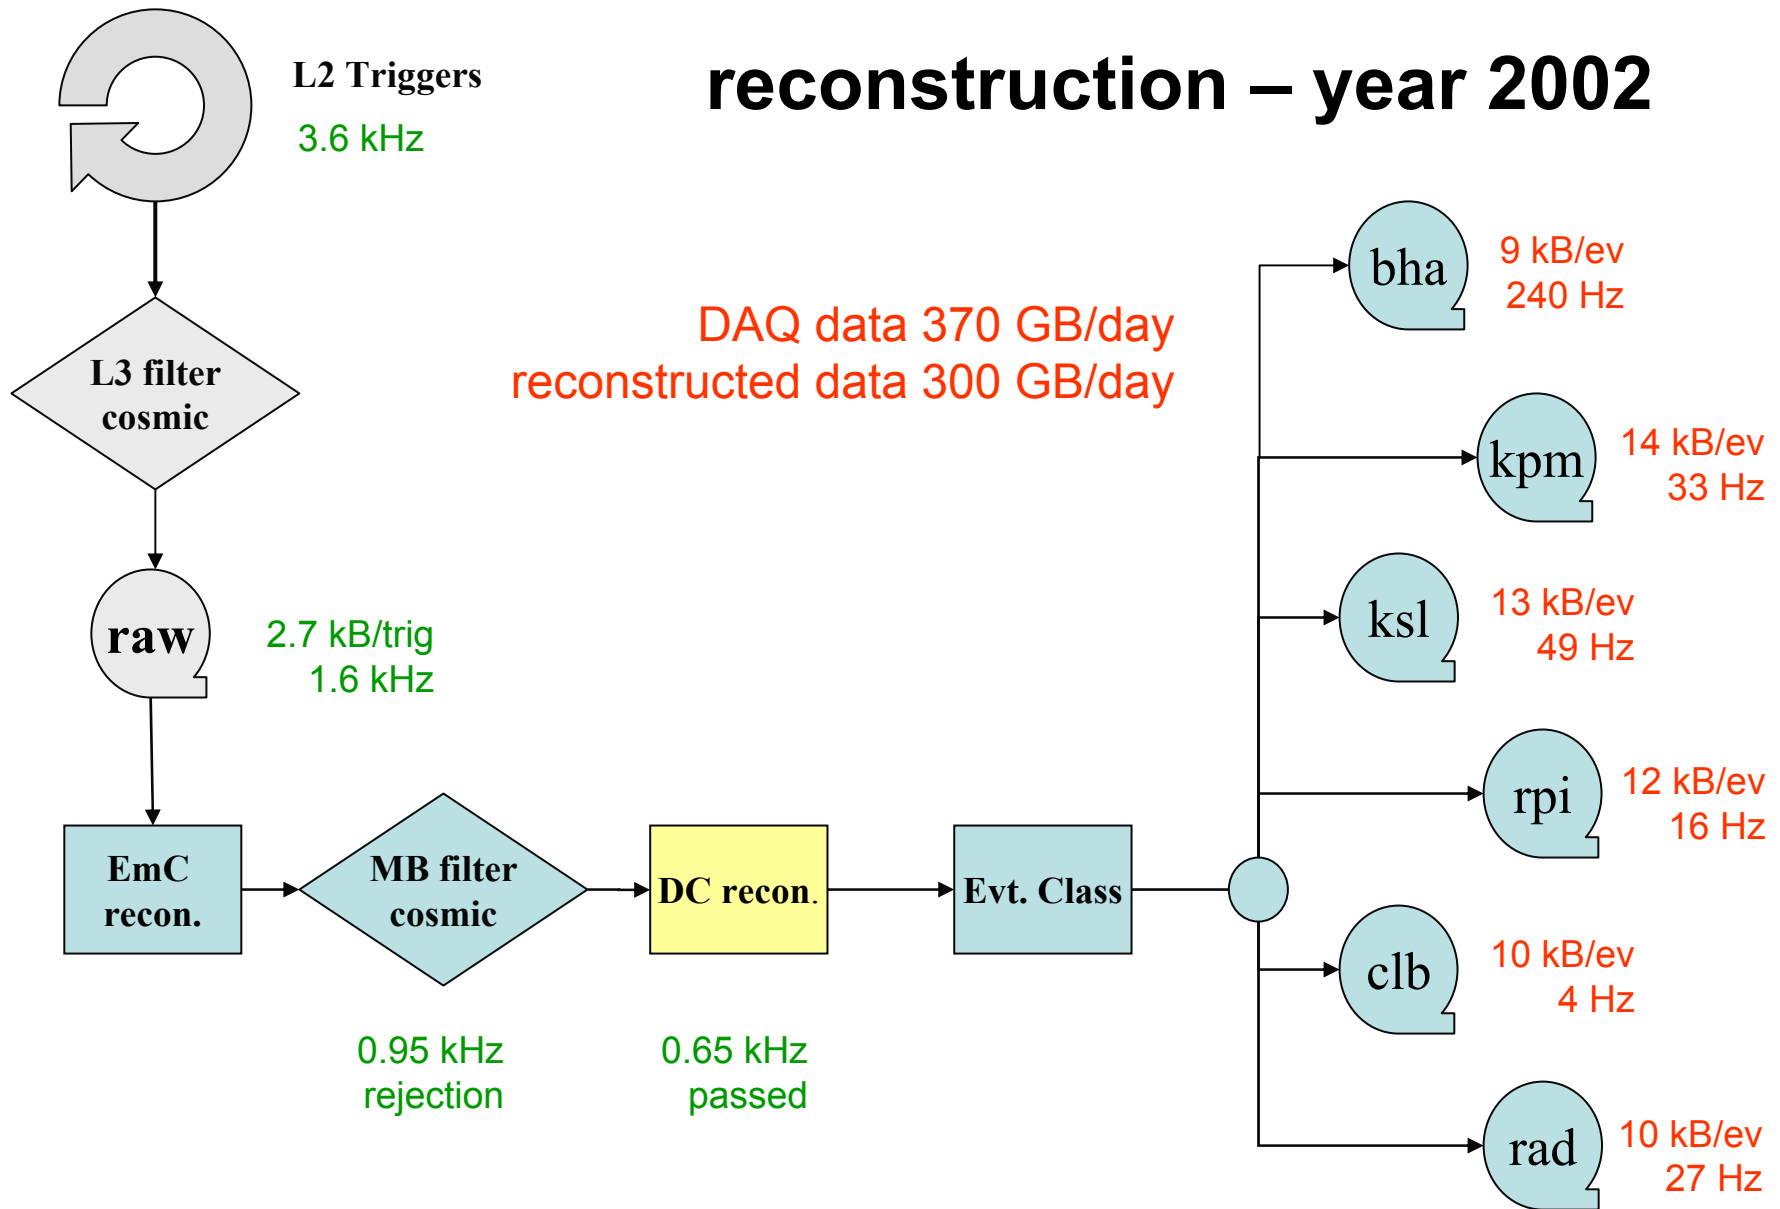 reconstruction – year 2002
L2 Triggers
3.6 kHz
L3 filter
cosmic
DAQ data 370 GB/day
reconstructed data 300 GB/day
raw
2.7 kB/trig
1.6 kHz
EmC
recon.
MB filter
cosmic
0.95 kHz
rejection
DC recon.
0.65 kHz
passed
Evt. Class
bha
9 kB/ev
240 Hz
kpm
14 kB/ev
33 Hz
ksl
13 kB/ev
49 Hz
rpi
12 kB/ev
16 Hz
clb
10 kB/ev
4 Hz
rad
10 kB/ev
27 Hz